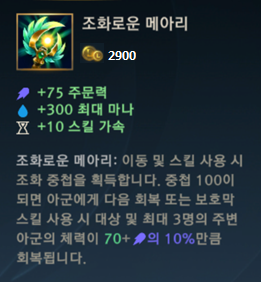 조화로운 메아리
2900
+75 주문력
+300 최대 마나
+10 스킬 가속
조화로운 메아리: 이동 및 스킬 사용 시
조화 중첩을 획득합니다. 중첩 100이
되면 아군에게 다음 회복 또는 보호막
스킬 사용 시 대상 및 최대 3명의 주변
아군의 체력이 70+의 10%만큼
회복됩니다.